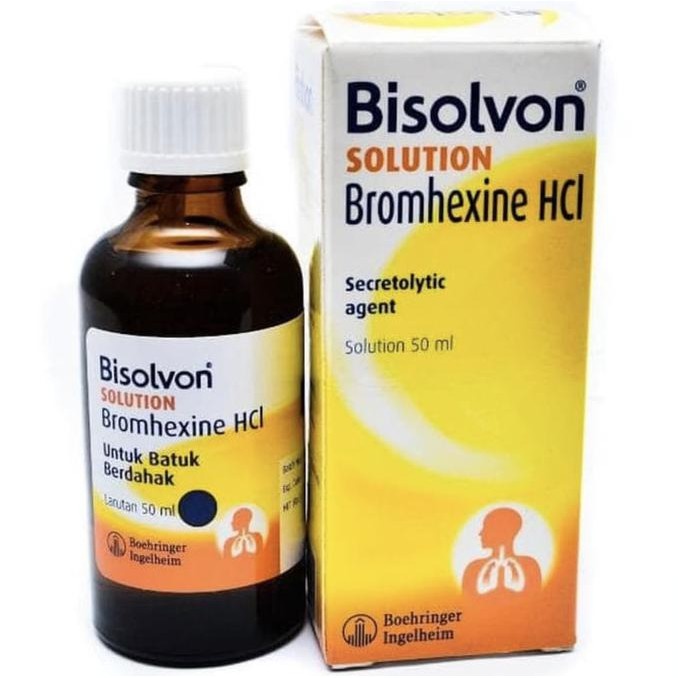 Bisolvon
SOLUTION
Bromhexine HCl
Untuk Batuk
Berdahak
Larutan 50 ml
Boehringer
Ingelheim
Bisolvon®
SOLUTION
Bromhexine HCl
Secretolytic
agent
Solution 50 ml
Boehringer
Ingelheim